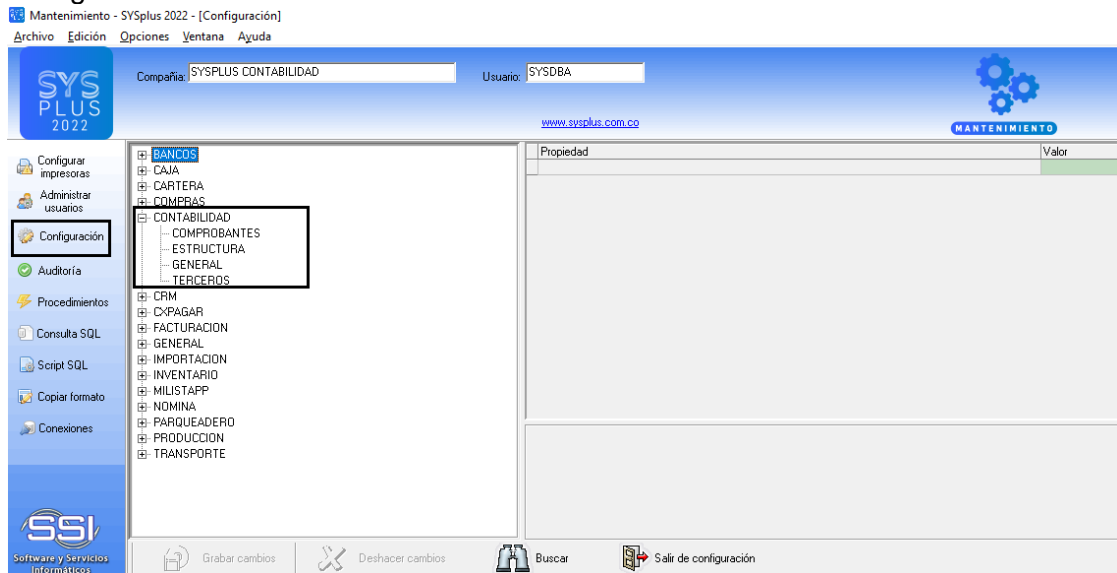 Mantenimiento - SYSplus 2022 - [Configuración]
Archivo Edición Opciones Ventana Ayuda
SYS
PLUS
2022
Compañia: SYSPLUS CONTABILIDAD
Usuario: SYSDBA
www.sysplus.com.co
MANTENIMIENTO
Configurar
impresoras
Administrar
usuarios
Configuración
Auditoría
Procedimientos
Consulta SQL
Script SQL
Copiar formato
Conexiones
SSI
Software y Servicios
Informáticos
BANCOS
CAJA
CARTERA
COMPRAS
CONTABILIDAD
COMPROBANTES
ESTRUCTURA
GENERAL
TERCEROS
CRM
CXPAGAR
FACTURACION
GENERAL
IMPORTACION
INVENTARIO
MILISTAPP
NOMINA
PARQUEADERO
PRODUCCION
TRANSPORTE
Propiedad Valor
Grabar cambios Deshacer cambios Buscar Salir de configuración